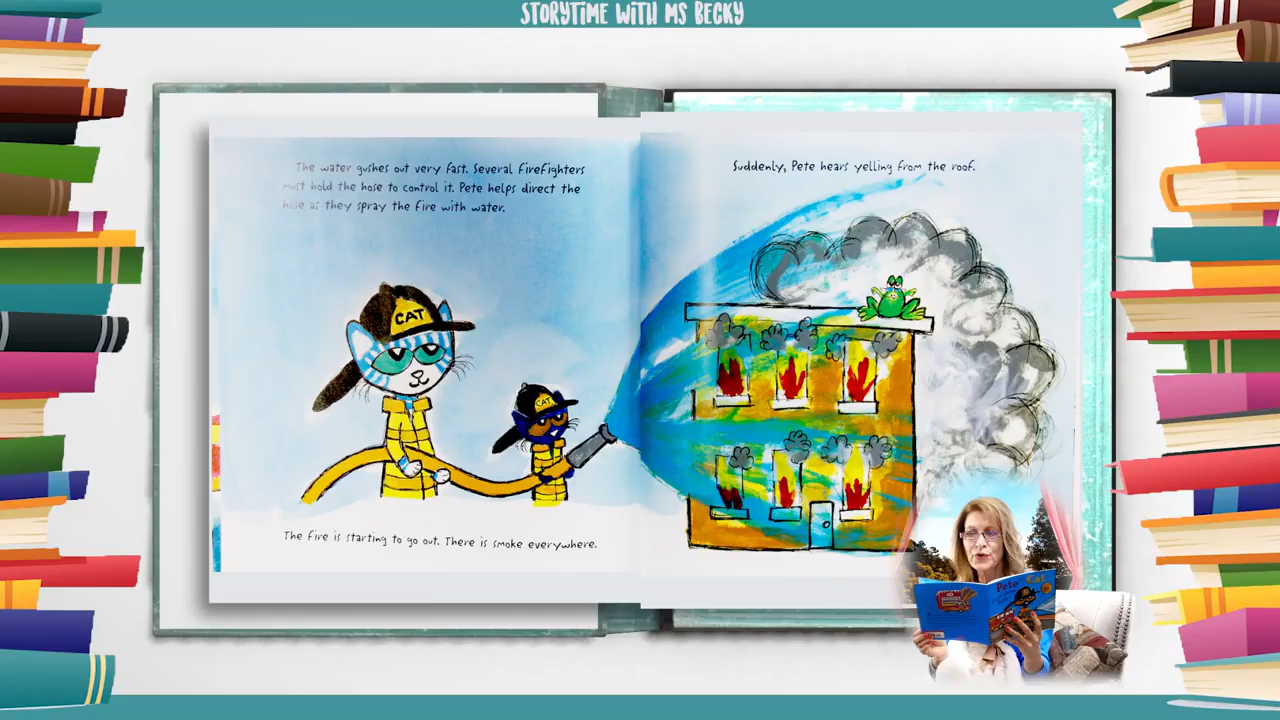 STORYTIME WITH MS BECKY
The water gushes out very fast. Several firefighters
must hold the hose to control it. Pete helps direct the
hose as they spray the fire with water.
Suddenly, Pete hears yelling from the roof.
CAT
CAT
The fire is starting to go out. There is smoke everywhere.
Pete
Cat